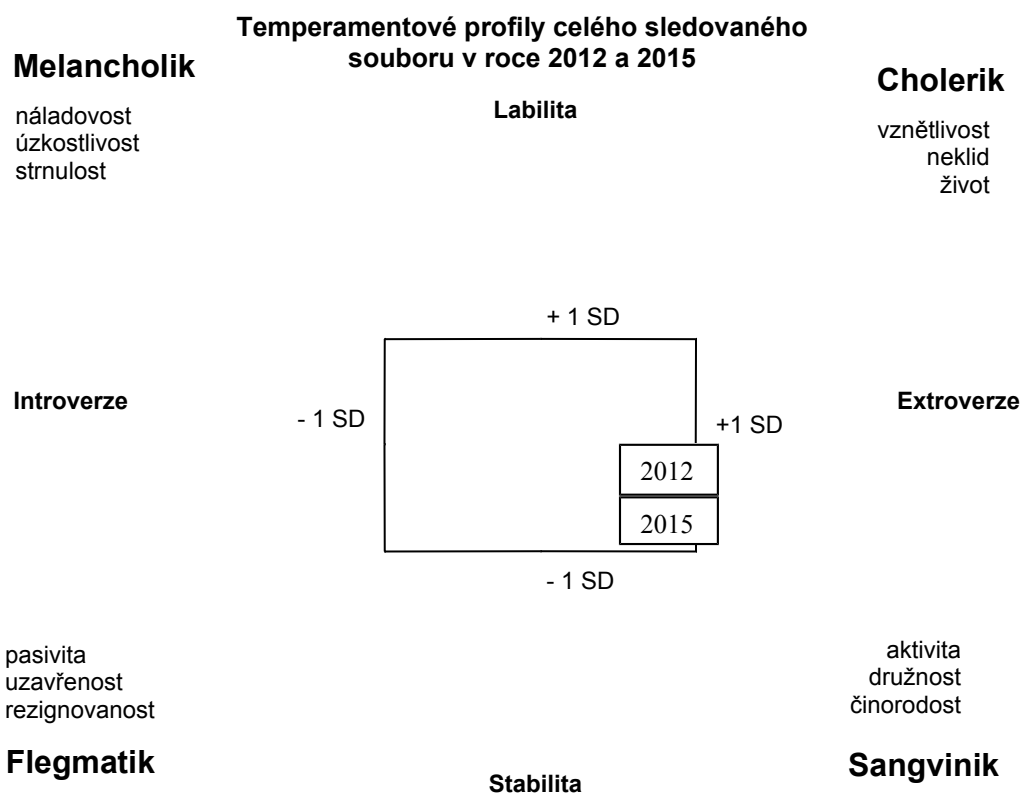 Temperamentové profily celého sledovaného
souboru v roce 2012 a 2015
Melancholik
náladovost
úzkostlivost
strnulost
Labilita
Cholerik
vznětlivost
neklid
život
+ 1 SD
Introverze
- 1 SD
+1 SD
Extroverze
2012
2015
- 1 SD
pasivita
uzavřenost
rezignovanost
Flegmatik
Stabilita
aktivita
družnost
činorodost
Sangvinik